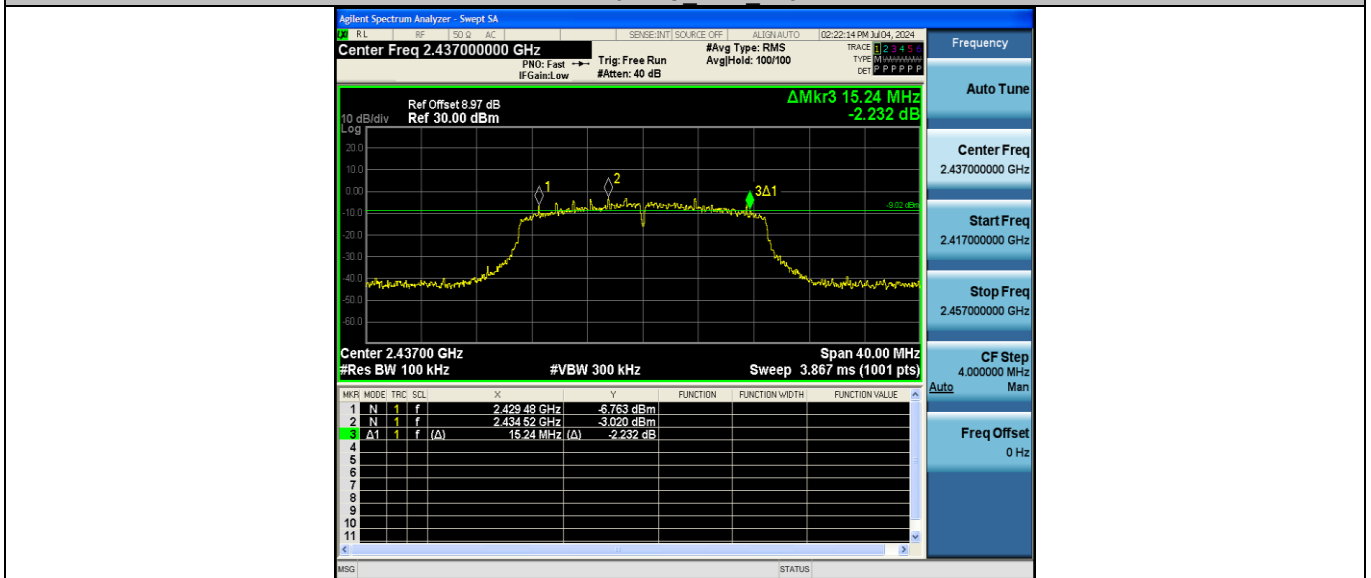 Agilent Spectrum Analyzer - Swept SA
RL RF 50 Ω AC SENSE:INT SOURCE OFF ALIGNAUTO 02:22:14 PM Jul 04, 2024
Center Freq 2.437000000 GHz
PNO: Fast
IFGain:Low
Trig: Free Run
#Atten: 40 dB
#Avg Type: RMS
Avg|Hold: 100/100
TRACE 1 2 3 4 5 6
TYPE M
DET P P P P P P
Frequency
Auto Tune
Center Freq
2.437000000 GHz
Start Freq
2.417000000 GHz
Stop Freq
2.457000000 GHz
CF Step
4.000000 MHz
Auto Man
Freq Offset
0 Hz
ΔMkr3 15.24 MHz
-2.232 dB
Ref Offset 8.97 dB
10 dB/div Ref 30.00 dBm
Log
20.0
10.0
0.00
-10.0
-20.0
-30.0
-40.0
-50.0
-60.0
1
2
3Δ1
-9.02 dBm
Center 2.43700 GHz Span 40.00 MHz
#Res BW 100 kHz #VBW 300 kHz Sweep 3.867 ms (1001 pts)
MKR MODE TRC SCL X Y FUNCTION FUNCTION WIDTH FUNCTION VALUE
1 N 1 f 2.429 48 GHz -6.763 dBm
2 N 1 f 2.434 52 GHz -3.020 dBm
3 Δ1 1 f (Δ) 15.24 MHz (Δ) -2.232 dB
4
5
6
7
8
9
10
11
MSG STATUS